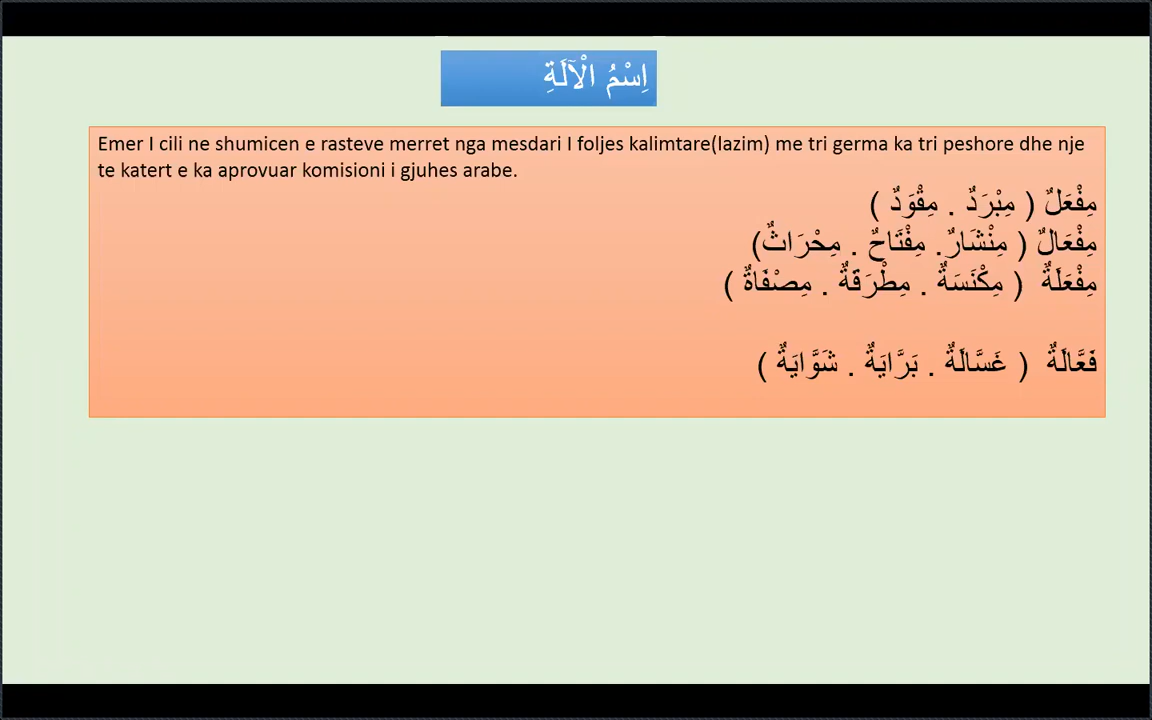 اِسْمُ الْآلَةِ
Emer I cili ne shumicen e rasteve merret nga mesdari I foljes kalimtare(lazim) me tri germa ka tri peshore dhe nje
te katert e ka aprovuar komisioni i gjuhes arabe.
مِفْعَلٌ ( مِبْرَدٌ . مِقْوَدٌ )
مِفْعَالٌ ( مِنْشَارٌ. مِفْتَاحٌ . مِحْرَاثٌ)
مِفْعَلَةٌ ( مِكْنَسَةٌ . مِطْرَقَةٌ . مِصْفَاةٌ )
فَعَّالَةٌ ( غَسَّالَةٌ . بَرَّايَةٌ . شَوَّايَةٌ )